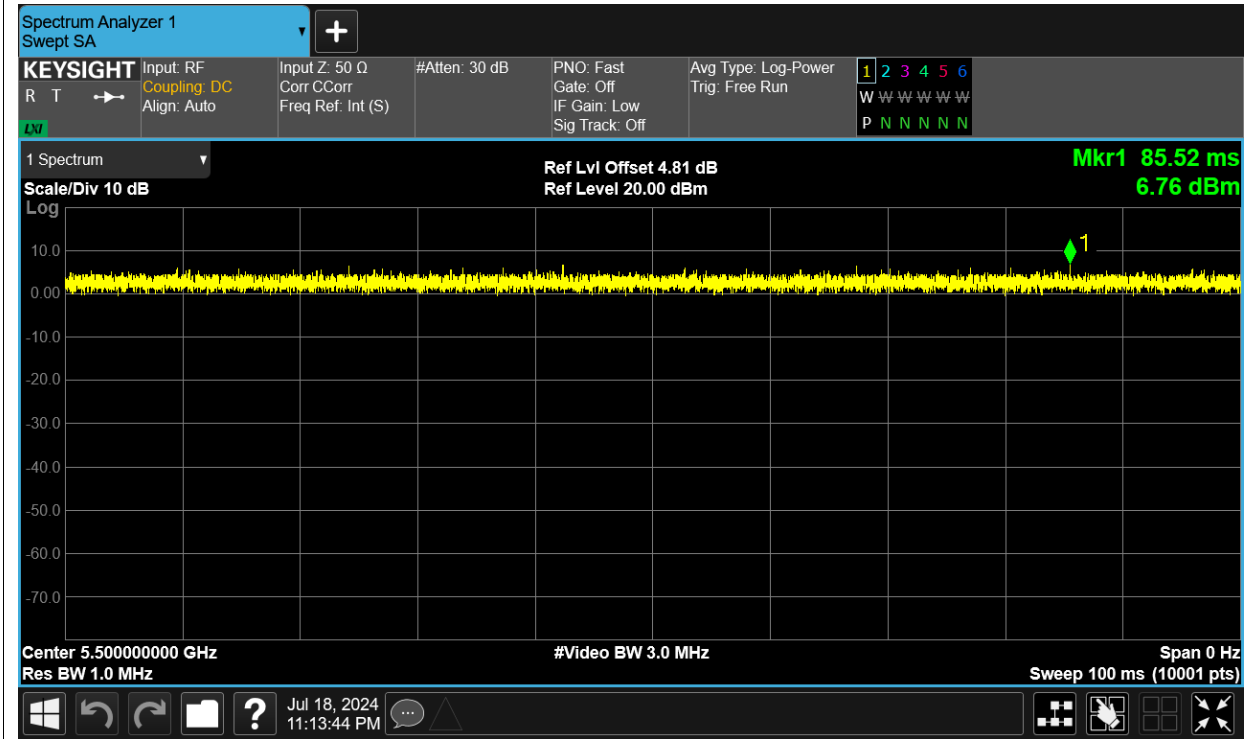 Spectrum Analyzer 1
Swept SA
KEYSIGHT
R T
LXI
Input: RF
Coupling: DC
Align: Auto
Input Z: 50 Ω
Corr CCorr
Freq Ref: Int (S)
#Atten: 30 dB
PNO: Fast
Gate: Off
IF Gain: Low
Sig Track: Off
Avg Type: Log-Power
Trig: Free Run
1 2 3 4 5 6
W W W W W W
P N N N N N
1 Spectrum
Scale/Div 10 dB
Log
Ref Lvl Offset 4.81 dB
Ref Level 20.00 dBm
Mkr1 85.52 ms
6.76 dBm
1
10.0
0.00
-10.0
-20.0
-30.0
-40.0
-50.0
-60.0
-70.0
Center 5.500000000 GHz
Res BW 1.0 MHz
#Video BW 3.0 MHz
Span 0 Hz
Sweep 100 ms (10001 pts)
?
Jul 18, 2024
11:13:44 PM